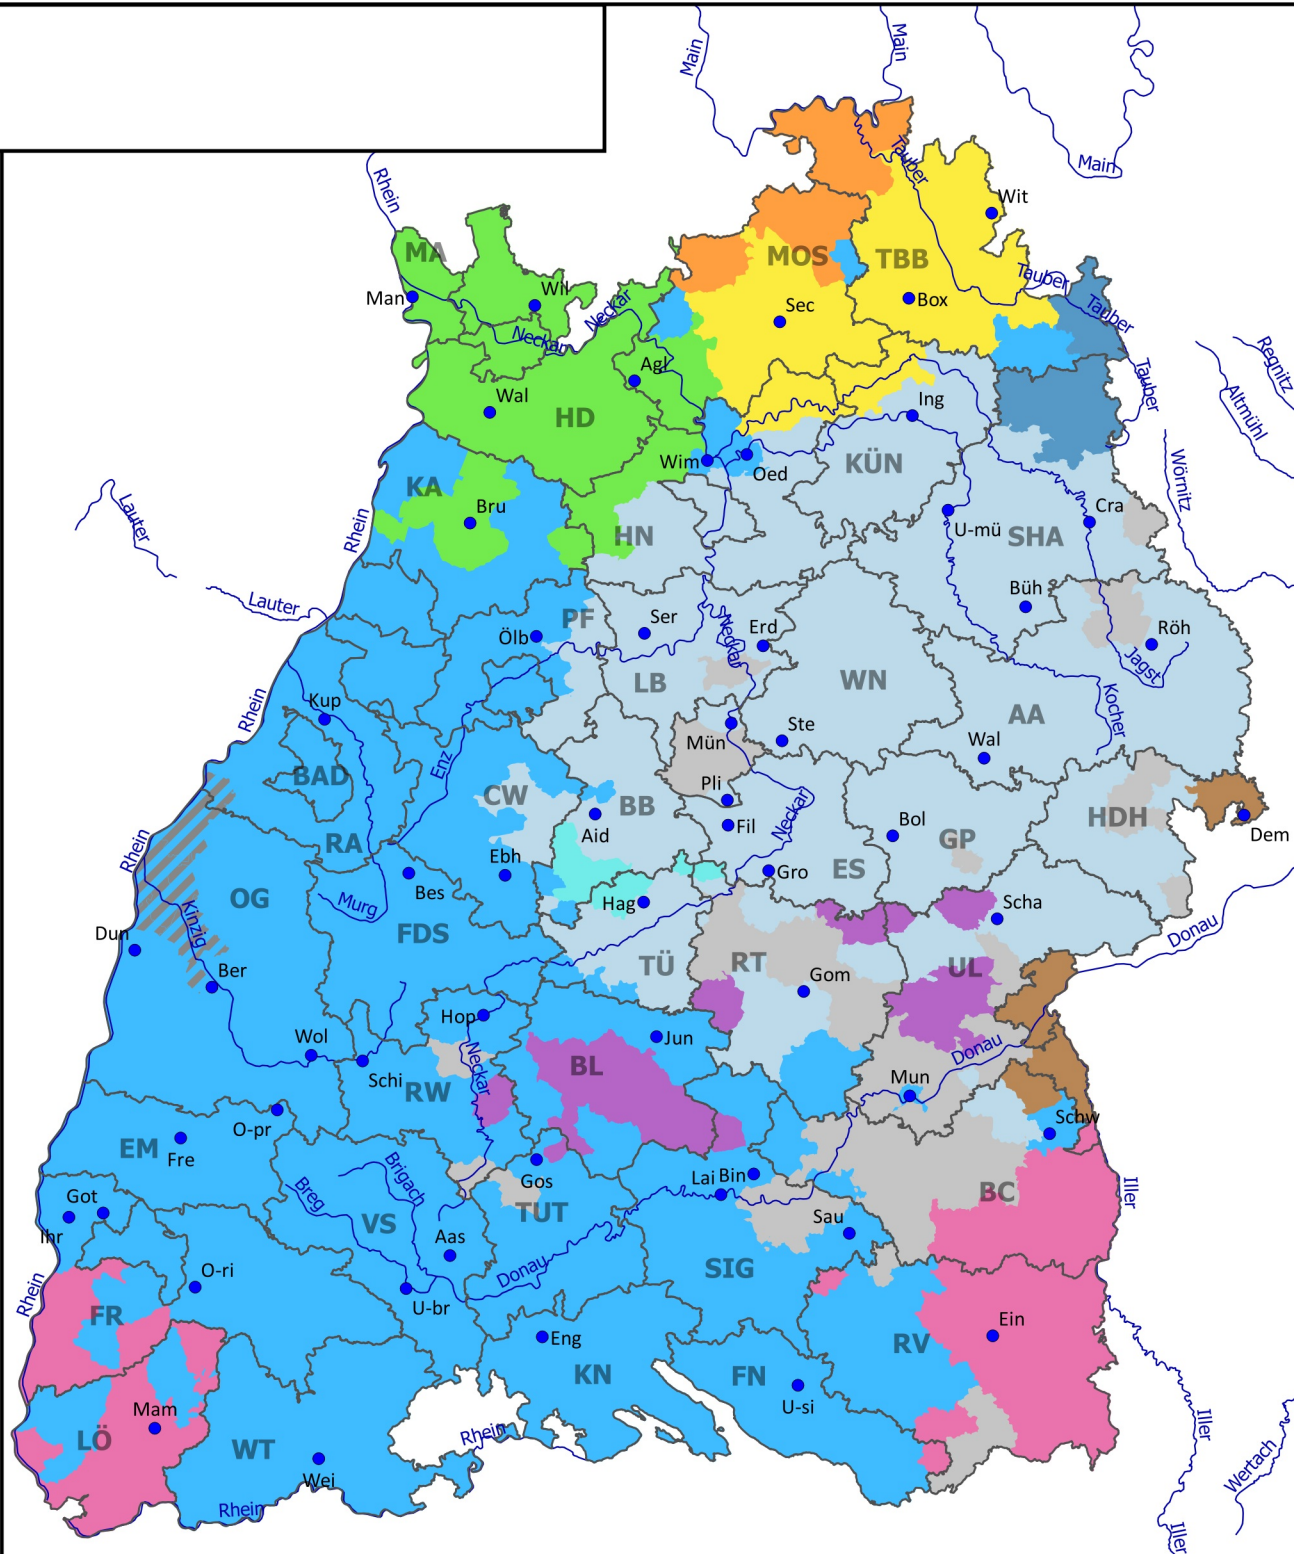 Main
Main
Main
Rhein
Tauber
Wit
MA
MOS
TBB
Tauber
Man
Wil
Neckar
Sec
Box
Tauber
Neckar
Regnitz
Agl
Tauber
Wal
HD
Ing
Altmühl
Wim
Oed
KÜN
Wörnitz
KA
Bru
Lauter
Rhein
HN
U-mü
SHA
Cra
Lauter
Büh
PF
Ser
Ölb
Erd
Röh
Neckar
Jagst
LB
WN
Rhein
Kup
Kocher
AA
Ste
Mün
Wal
Enz
BAD
Pli
CW
BB
Neckar
Bol
HDH
Aid
Fil
GP
Dem
Rhein
RA
Ebh
ES
Gro
Bes
OG
Murg
Hag
Scha
Kinzig
Dun
FDS
Donau
TÜ
RT
UL
Ber
Gom
Hop
Wol
Jun
Donau
Schi
Neckar
BL
Mun
RW
Schw
O-pr
EM
Fre
Gos
Brigach
Lai
Bin
BC
Iller
Breg
Got
TUT
VS
Sau
Ihr
Aas
O-ri
Donau
SIG
Rhein
U-br
FR
Ein
Eng
RV
KN
FN
U-si
Mam
LÖ
WT
Rhein
Iller
Wei
Wertach
Rhein
Iller